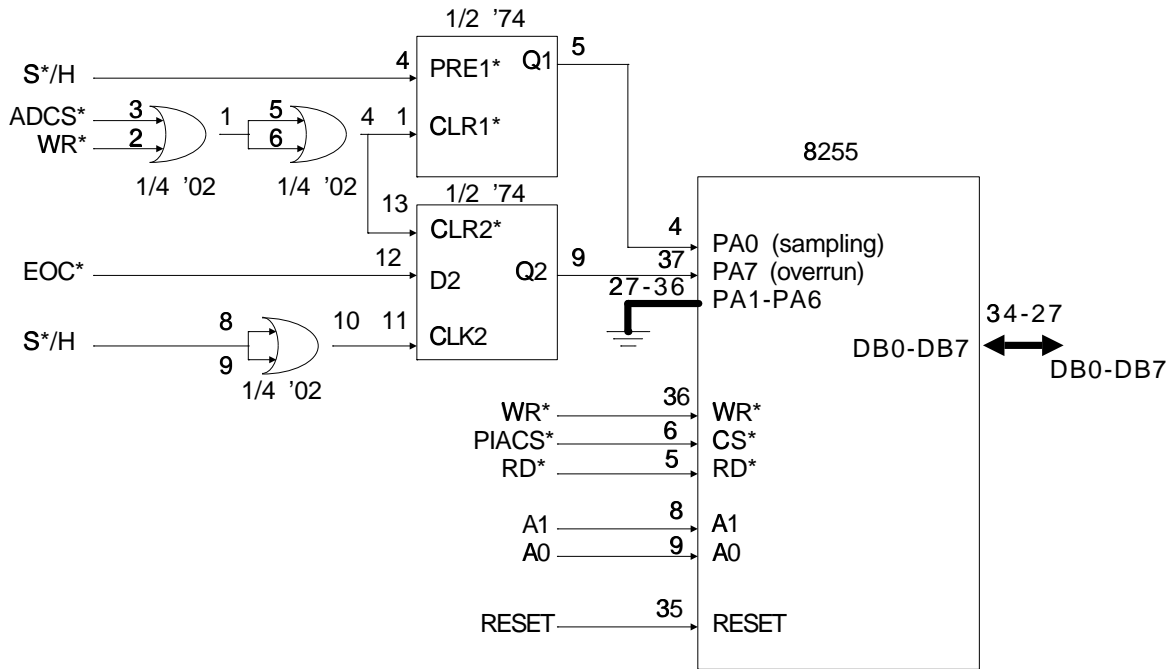 1/2 '74
4
PRE1*
Q1
5
S*/H
ADCS*
3
1
5
4
1
CLR1*
WR*
2
6
1/4 '02
1/4 '02
8255
1/2 '74
13
CLR2*
4
PA0 (sampling)
EOC*
12
D2
Q2
9
37
PA7 (overrun)
27-36
PA1-PA6
8
10
11
CLK2
S*/H
9
1/4 '02
34-27
DB0-DB7
DB0-DB7
WR*
36
WR*
PIACS*
6
CS*
RD*
5
RD*
A1
8
A1
A0
9
A0
RESET
35
RESET